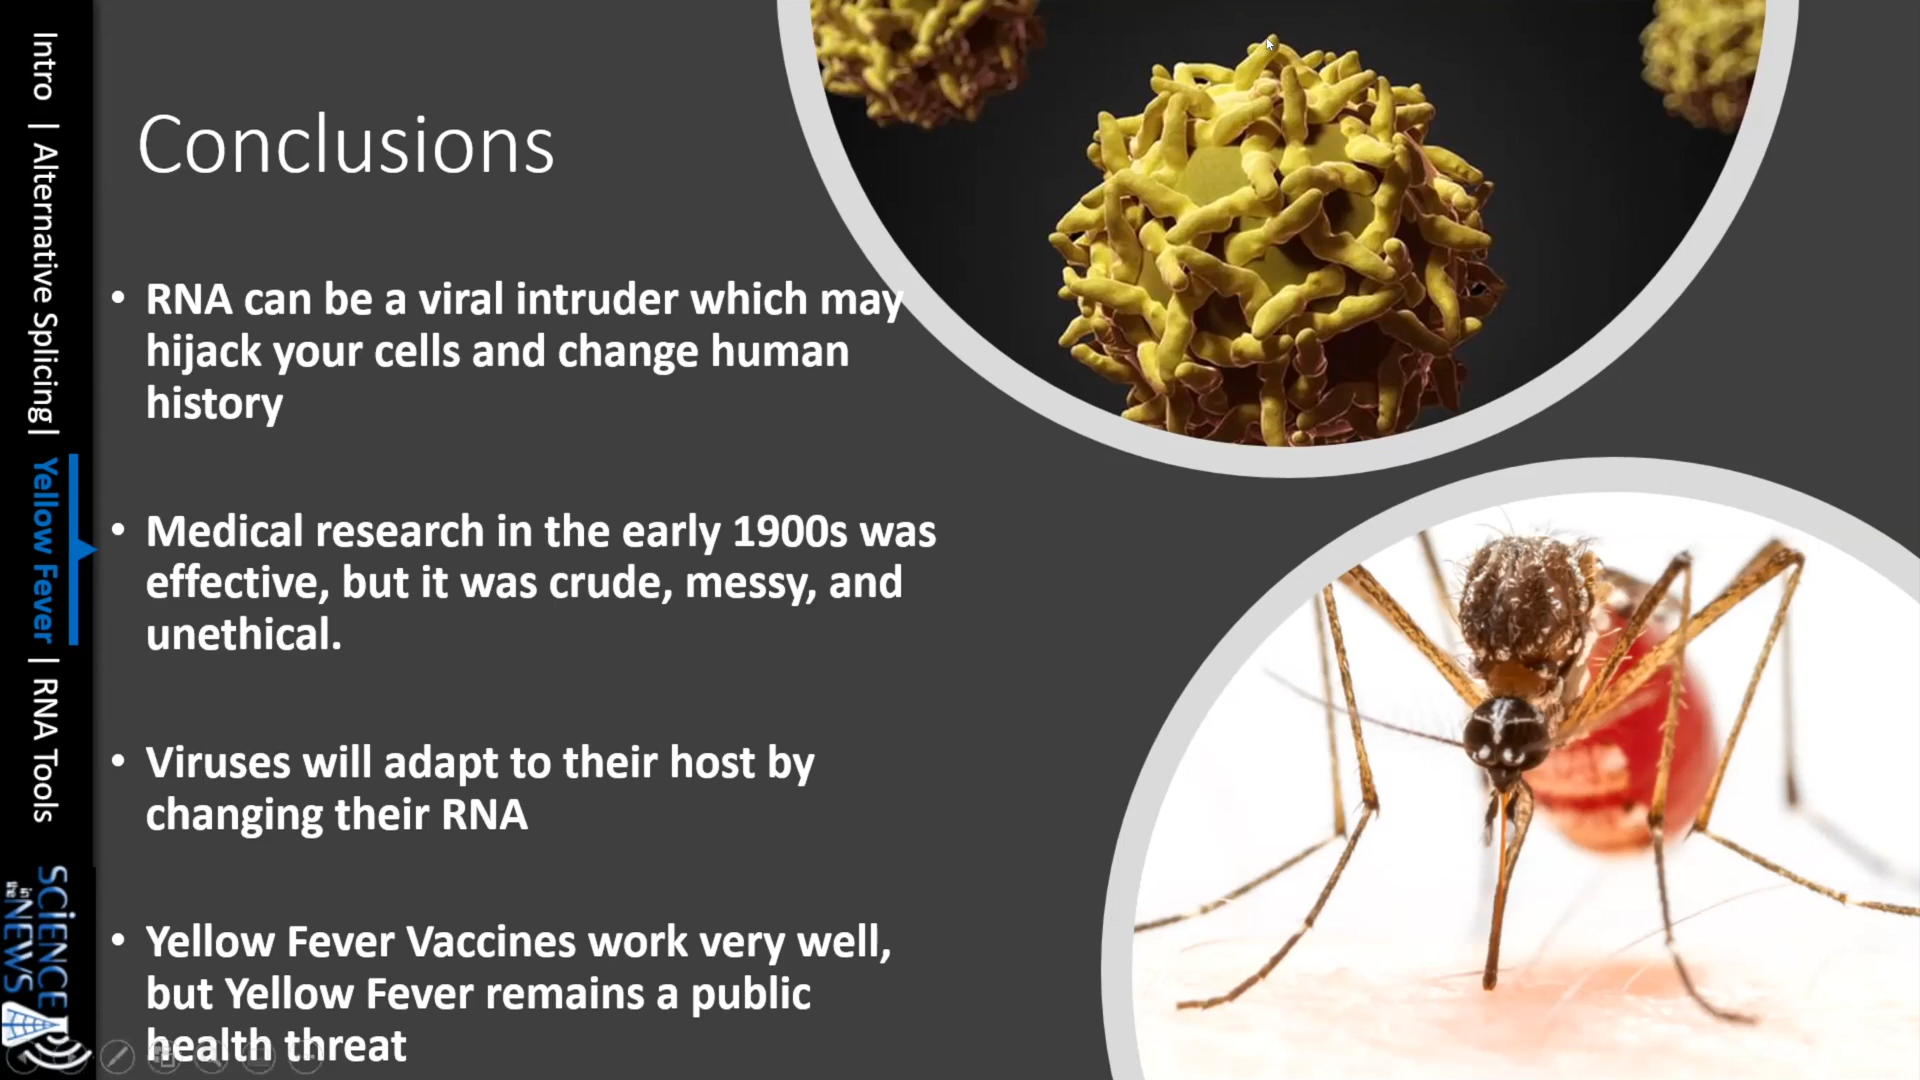 Conclusions
• RNA can be a viral intruder which may
hijack your cells and change human
history
• Medical research in the early 1900s was
effective, but it was crude, messy, and
unethical.
• Viruses will adapt to their host by
changing their RNA
• Yellow Fever Vaccines work very well,
but Yellow Fever remains a public
health threat
Intro | Alternative Splicing| Yellow Fever | RNA Tools
SCiENCE
in the NEWS